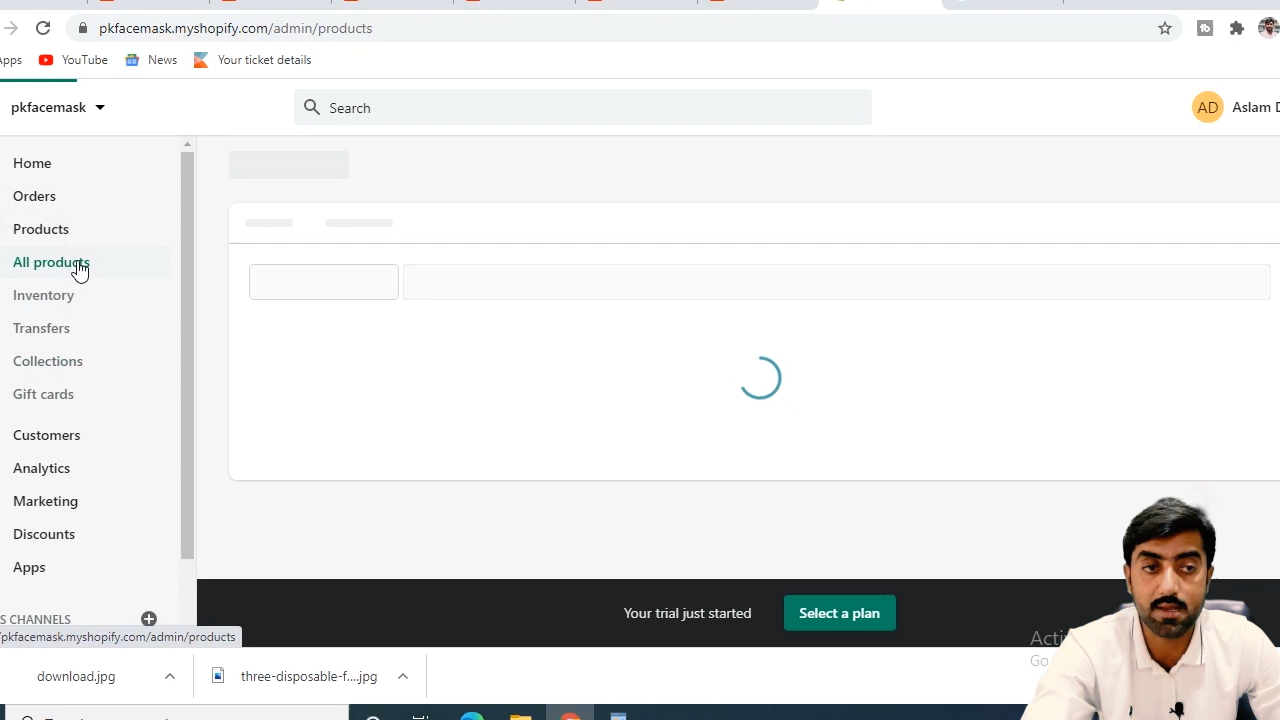 pkfacemask.myshopify.com/admin/products
YouTube
News
Your ticket details
pkfacemask
Search
AD
Aslam D
Home
Orders
Products
All products
Inventory
Transfers
Collections
Gift cards
Customers
Analytics
Marketing
Discounts
Apps
S CHANNELS
Your trial just started
Select a plan
pkfacemask.myshopify.com/admin/products
download.jpg
three-disposable-f....jpg